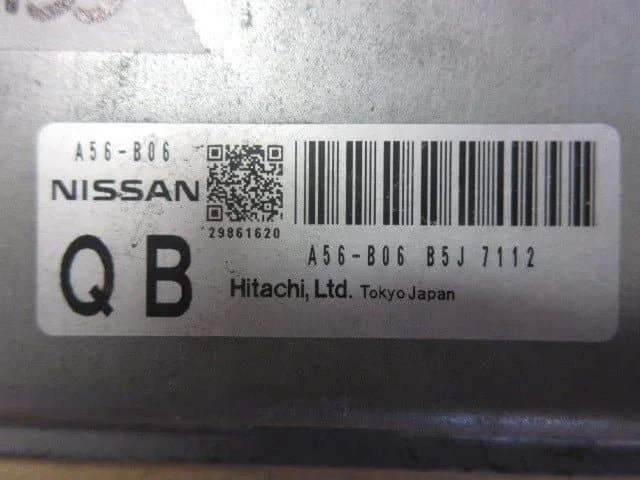 A56-B06
NISSAN
29861620
QB
A56-B06 B5J 7112
Hitachi, Ltd. Tokyo Japan